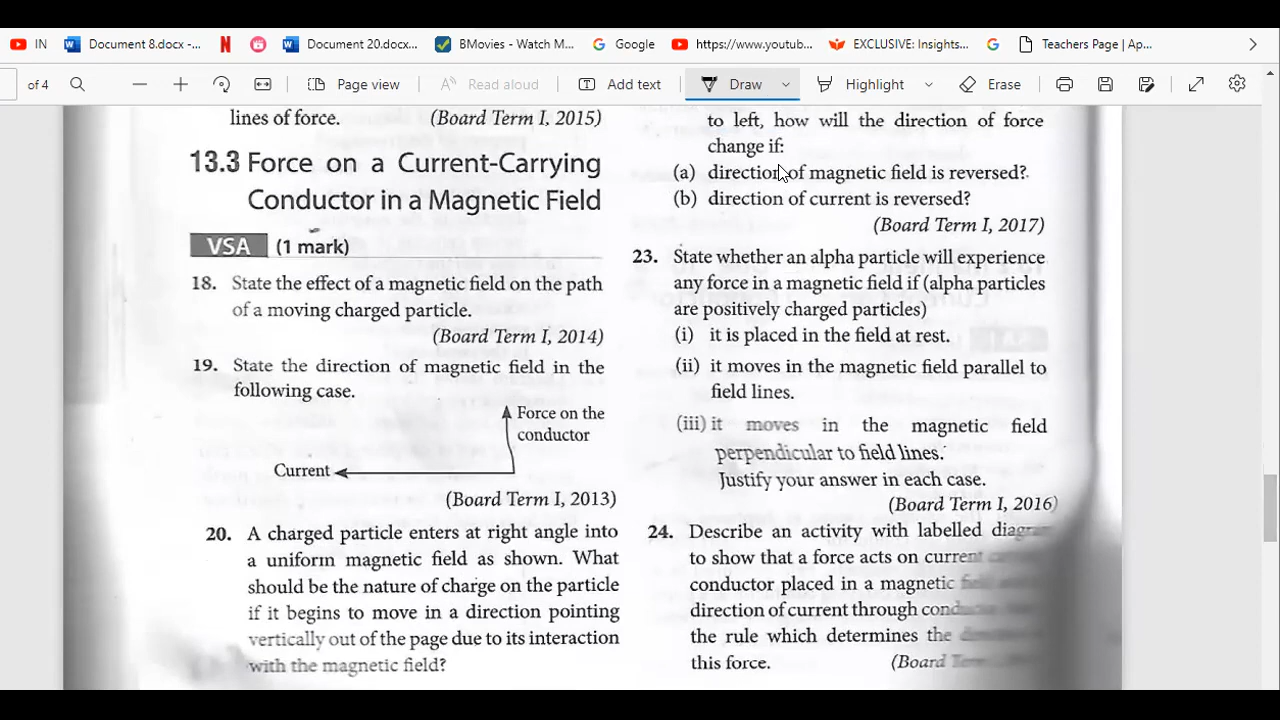 IN
Document 8.docx -...
Document 20.docx...
BMovies - Watch M...
Google
https://www.youtub...
EXCLUSIVE: Insights...
Teachers Page | Ap...
of 4
Page view
Read aloud
Add text
Draw
Highlight
Erase
lines of force. (Board Term I, 2015)
13.3 Force on a Current-Carrying
Conductor in a Magnetic Field
VSA (1 mark)
18. State the effect of a magnetic field on the path
of a moving charged particle.
(Board Term I, 2014)
19. State the direction of magnetic field in the
following case.
Force on the
conductor
Current
(Board Term I, 2013)
20. A charged particle enters at right angle into
a uniform magnetic field as shown. What
should be the nature of charge on the particle
if it begins to move in a direction pointing
vertically out of the page due to its interaction
with the magnetic field?
to left, how will the direction of force
change if:
(a) direction of magnetic field is reversed?
(b) direction of current is reversed?
(Board Term I, 2017)
23. State whether an alpha particle will experience
any force in a magnetic field if (alpha particles
are positively charged particles)
(i) it is placed in the field at rest.
(ii) it moves in the magnetic field parallel to
field lines.
(iii) it moves in the magnetic field
perpendicular to field lines.
Justify your answer in each case.
(Board Term I, 2016)
24. Describe an activity with labelled
to show that a force acts on current
conductor placed in a magnetic
direction of current through
the rule which determines the
this force. (Board